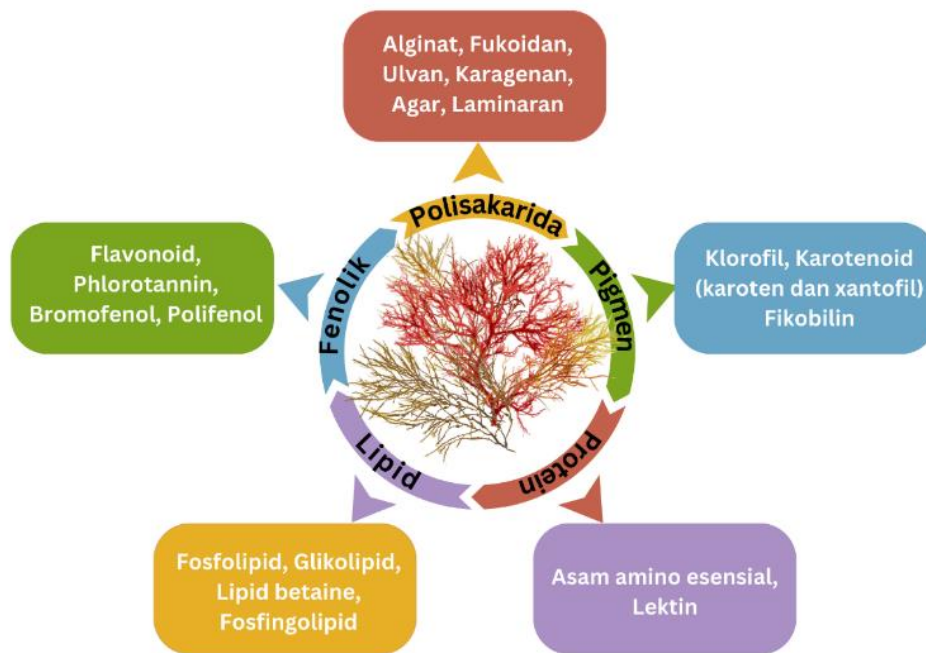 Alginat, Fukoidan,
Ulvan, Karagenan,
Agar, Laminaran
Polisakarida
Fenolik
Pigmen
Flavonoid,
Phlorotannin,
Bromofenol, Polifenol
Klorofil, Karotenoid
(karoten dan xantofil)
Fikobilin
Lipid
Protein
Fosfolipid, Glikolipid,
Lipid betaine,
Fosfingolipid
Asam amino esensial,
Lektin